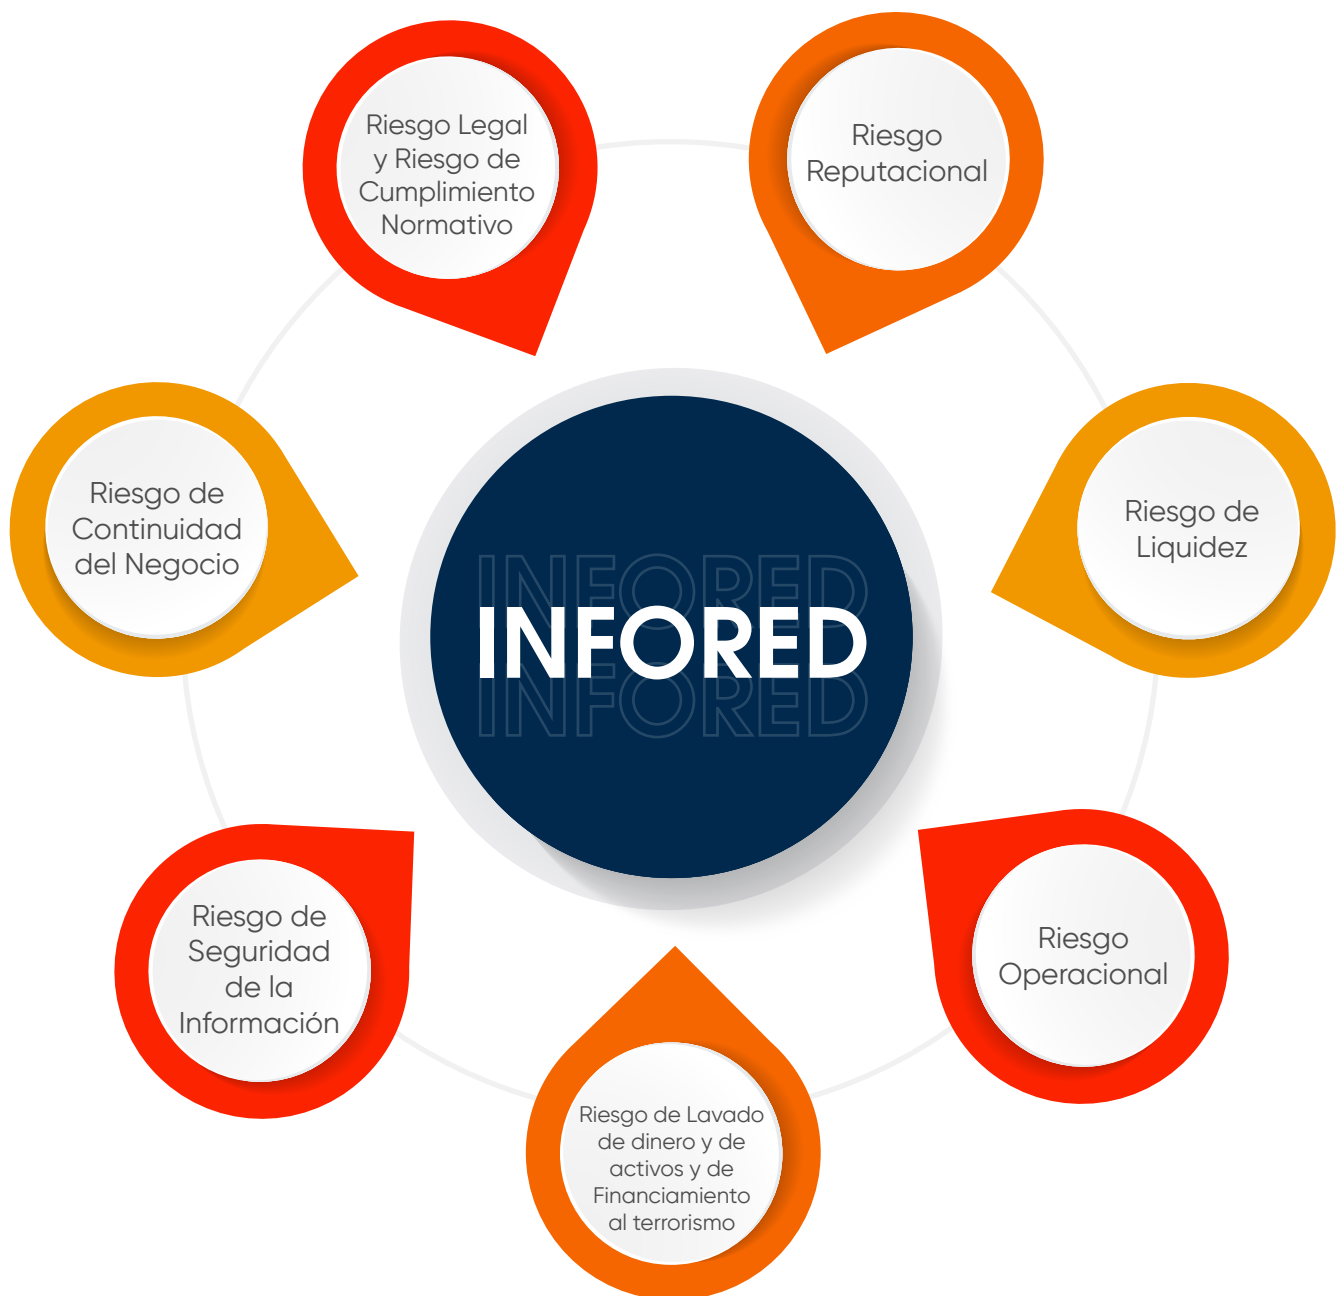 Riesgo Legal
y Riesgo de
Cumplimiento
Normativo
Riesgo
Reputacional
Riesgo de
Continuidad
del Negocio
Riesgo de
Liquidez
INFORED
INFORED
INFORED
Riesgo de
Seguridad
de la
Información
Riesgo
Operacional
Riesgo de Lavado
de dinero y de
activos y de
Financiamiento
al terrorismo